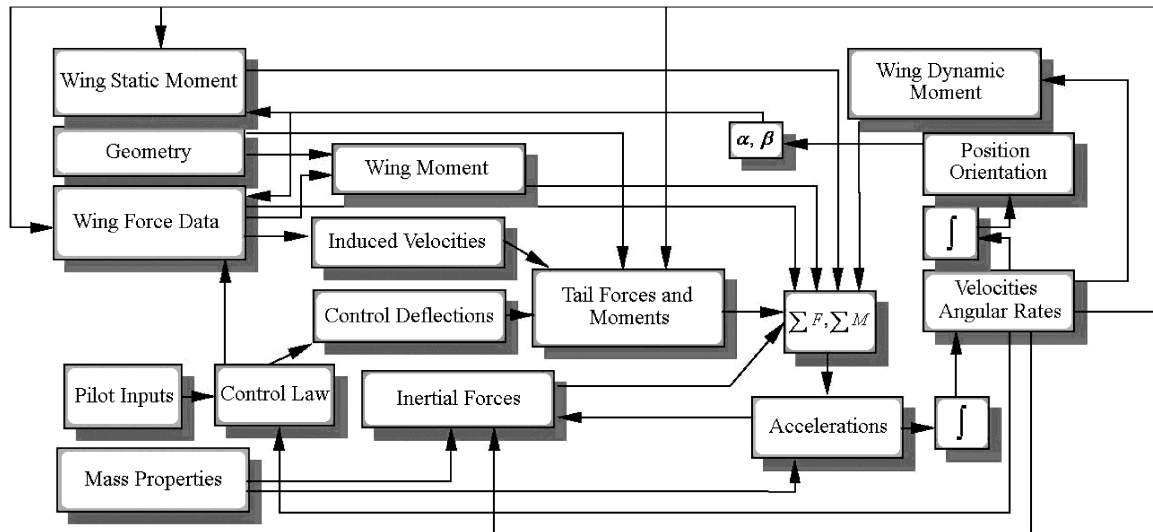 Wing Static Moment
Wing Dynamic
Moment
Geometry
α, β
Position
Orientation
Wing Moment
Wing Force Data
∫
Induced Velocities
Velocities
Angular Rates
Tail Forces and
Moments
Control Deflections
∑ F, ∑ M
Pilot Inputs
Control Law
Inertial Forces
Accelerations
∫
Mass Properties